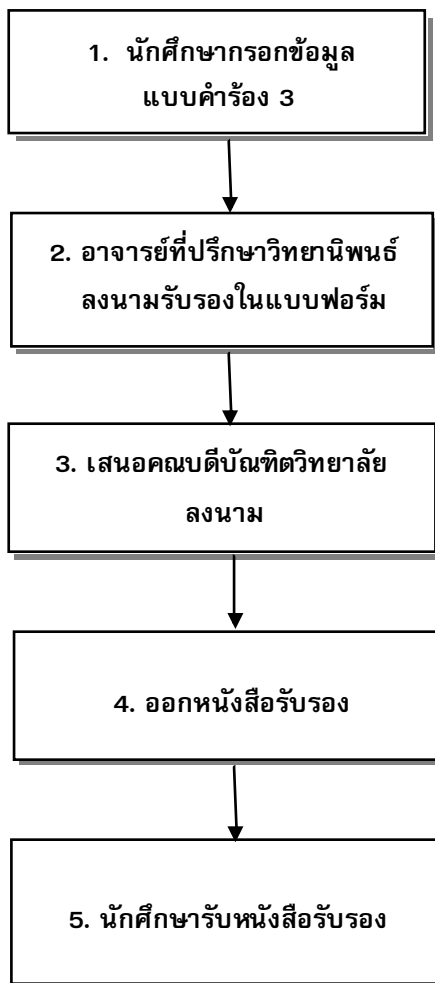 1. นักศึกษากรอกข้อมูล
แบบคำร้อง 3
2. อาจารย์ที่ปรึกษาวิทยานิพนธ์
ลงนามรับรองในแบบฟอร์ม
3. เสนอคณบดีบัณฑิตวิทยาลัย
ลงนาม
4. ออกหนังสือรับรอง
5. นักศึกษารับหนังสือรับรอง